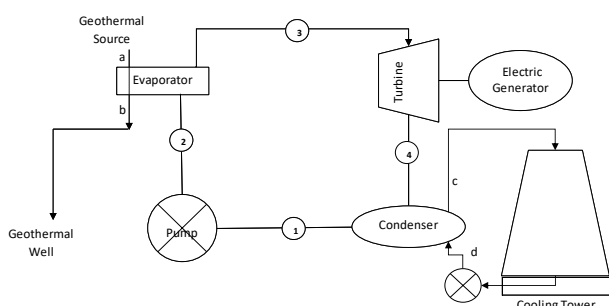 Geothermal
Source
a
Evaporator
b
Geothermal
Well
3
2
Turbine
Electric
Generator
4
c
Pump
1
Condenser
d
Cooling Tower